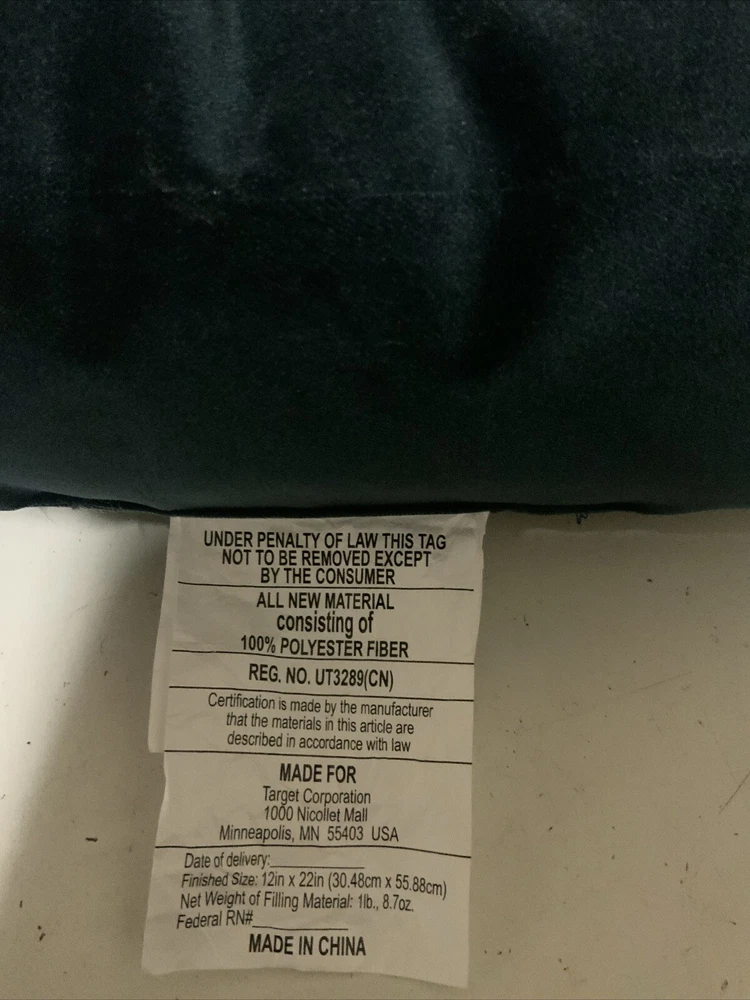 UNDER PENALTY OF LAW THIS TAG
NOT TO BE REMOVED EXCEPT
BY THE CONSUMER
ALL NEW MATERIAL
consisting of
100% POLYESTER FIBER
REG. NO. UT3289(CN)
Certification is made by the manufacturer
that the materials in this article are
described in accordance with law
MADE FOR
Target Corporation
1000 Nicollet Mall
Minneapolis, MN 55403 USA
Date of delivery:____________
Finished Size: 12in x 22in (30.48cm x 55.88cm)
Net Weight of Filling Material: 1lb., 8.7oz.
Federal RN#____________
MADE IN CHINA